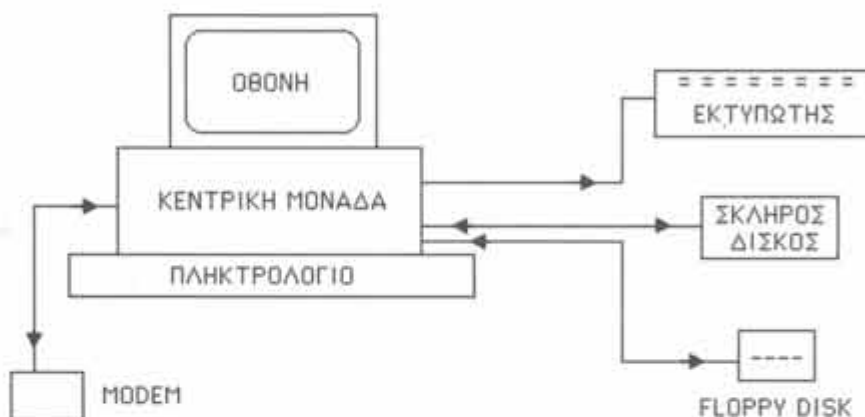 ΟΘΟΝΗ
ΕΚΤΥΠΩΤΗΣ
ΚΕΝΤΡΙΚΗ ΜΟΝΑΔΑ
ΣΚΛΗΡΟΣ
ΔΙΣΚΟΣ
ΠΛΗΚΤΡΟΛΟΓΙΟ
MODEM
FLOPPY DISK